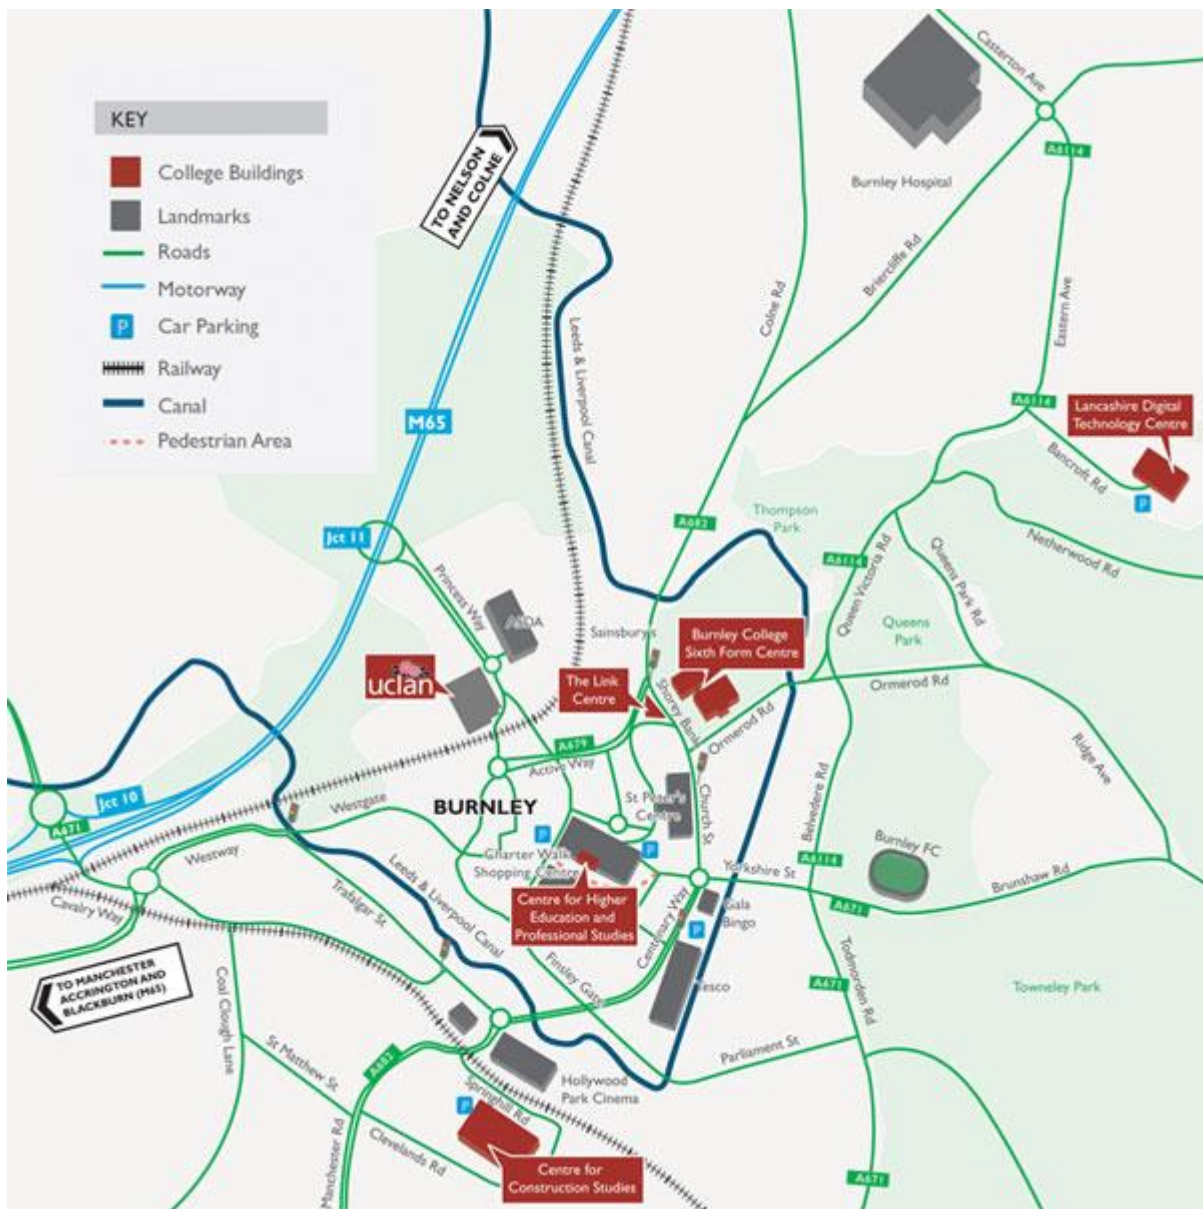 KEY
College Buildings
Landmarks
Roads
Motorway
P
Car Parking
Railway
Canal
Pedestrian Area
TO NELSON
AND COLNE
Casterton Ave
A6114
Burnley Hospital
Briercliffe Rd
Colne Rd
Eastern Ave
Leeds & Liverpool Canal
M65
A6114
Lancashire Digital
Technology Centre
Bancroft Rd
P
Jct 11
A682
Thompson
Park
A6114
Queen Victoria Rd
Queens Park Rd
Netherwood Rd
Princess Way
ASDA
Sainsburys
Burnley College
Sixth Form Centre
Queens
Park
uclan
The Link
Centre
Shorey Bank
Ormerod Rd
Ormerod Rd
Ridge Ave
A679
Active Way
Jct 10
A671
Westgate
BURNLEY
St Peter's
Centre
Church St
Belvedere Rd
Westway
P
Charter Walk
Shopping Centre
P
Burnley FC
A6114
Yorkshire St
Brunshaw Rd
A671
Cavalry Way
Trafalgar St
Leeds & Liverpool Canal
Centre for Higher
Education and
Professional Studies
Centenary Way
Gala
Bingo
P
Tesco
Finsley Gate
Todmorden Rd
A671
Towneley Park
TO MANCHESTER
ACCRINGTON AND
BLACKBURN (M65)
Coal Clough Lane
St Matthew St
A682
Parliament St
Hollywood
Park Cinema
Springhill Rd
P
Manchester Rd
Clevelands Rd
Centre for
Construction Studies
A671